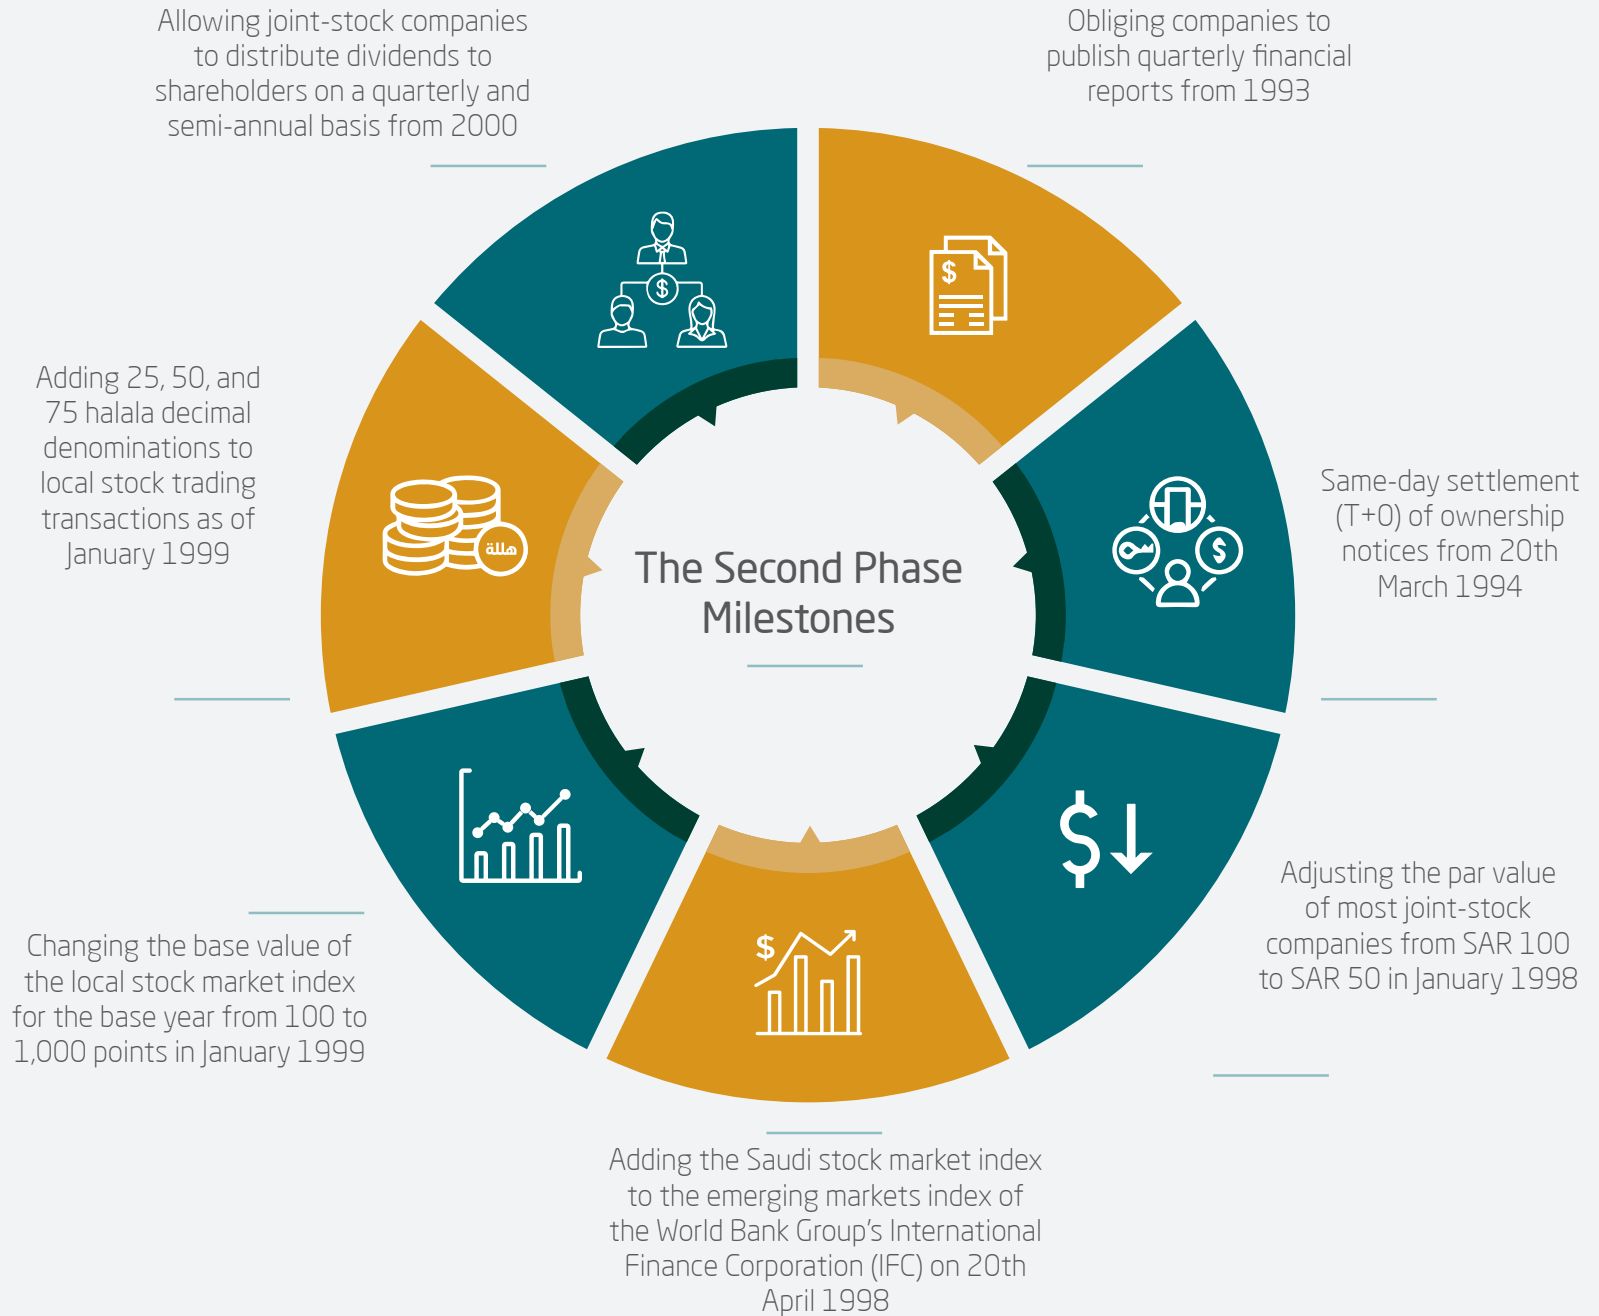 Allowing joint-stock companies
to distribute dividends to
shareholders on a quarterly and
semi-annual basis from 2000
Obliging companies to
publish quarterly financial
reports from 1993
$
$
Adding 25, 50, and
75 halala decimal
denominations to
local stock trading
transactions as of
January 1999
هللة
The Second Phase
Milestones
$
Same-day settlement
(T+0) of ownership
notices from 20th
March 1994
$
Adjusting the par value
of most joint-stock
companies from SAR 100
to SAR 50 in January 1998
Changing the base value of
the local stock market index
for the base year from 100 to
1,000 points in January 1999
$
Adding the Saudi stock market index
to the emerging markets index of
the World Bank Group's International
Finance Corporation (IFC) on 20th
April 1998